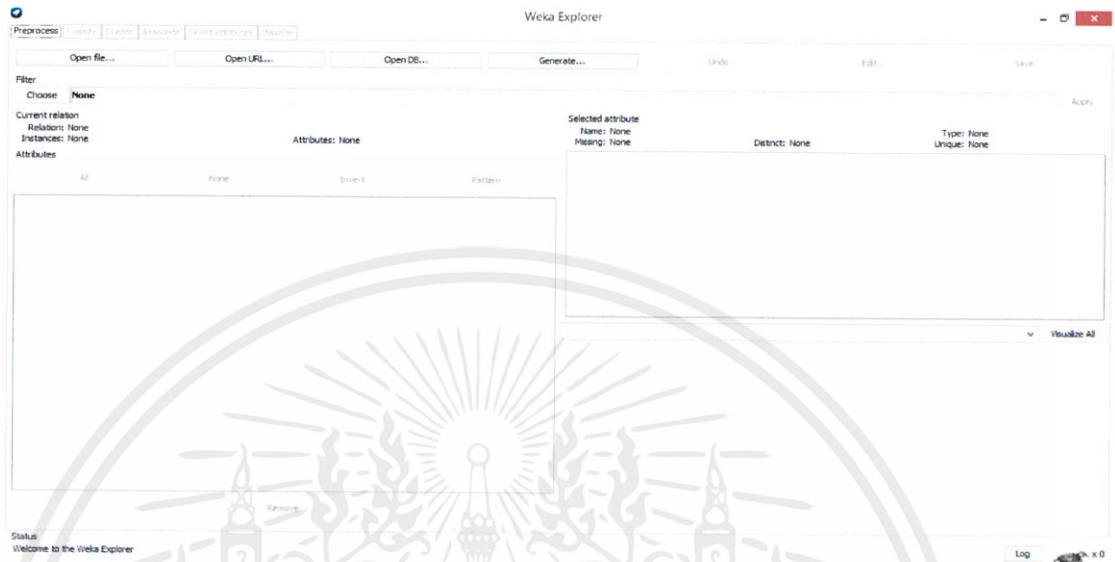 Weka Explorer
Preprocess Classify Cluster Associate Select attributes Visualize
Open file... Open URL... Open DB... Generate... Undo Edit... Save
Filter
Choose None Apply
Current relation
Relation: None
Instances: None Attributes: None
Selected attribute
Name: None Type: None
Missing: None Distinct: None Unique: None
Attributes
All None Invert Pattern
Visualize All
Remove
Status
Welcome to the Weka Explorer
Log x 0